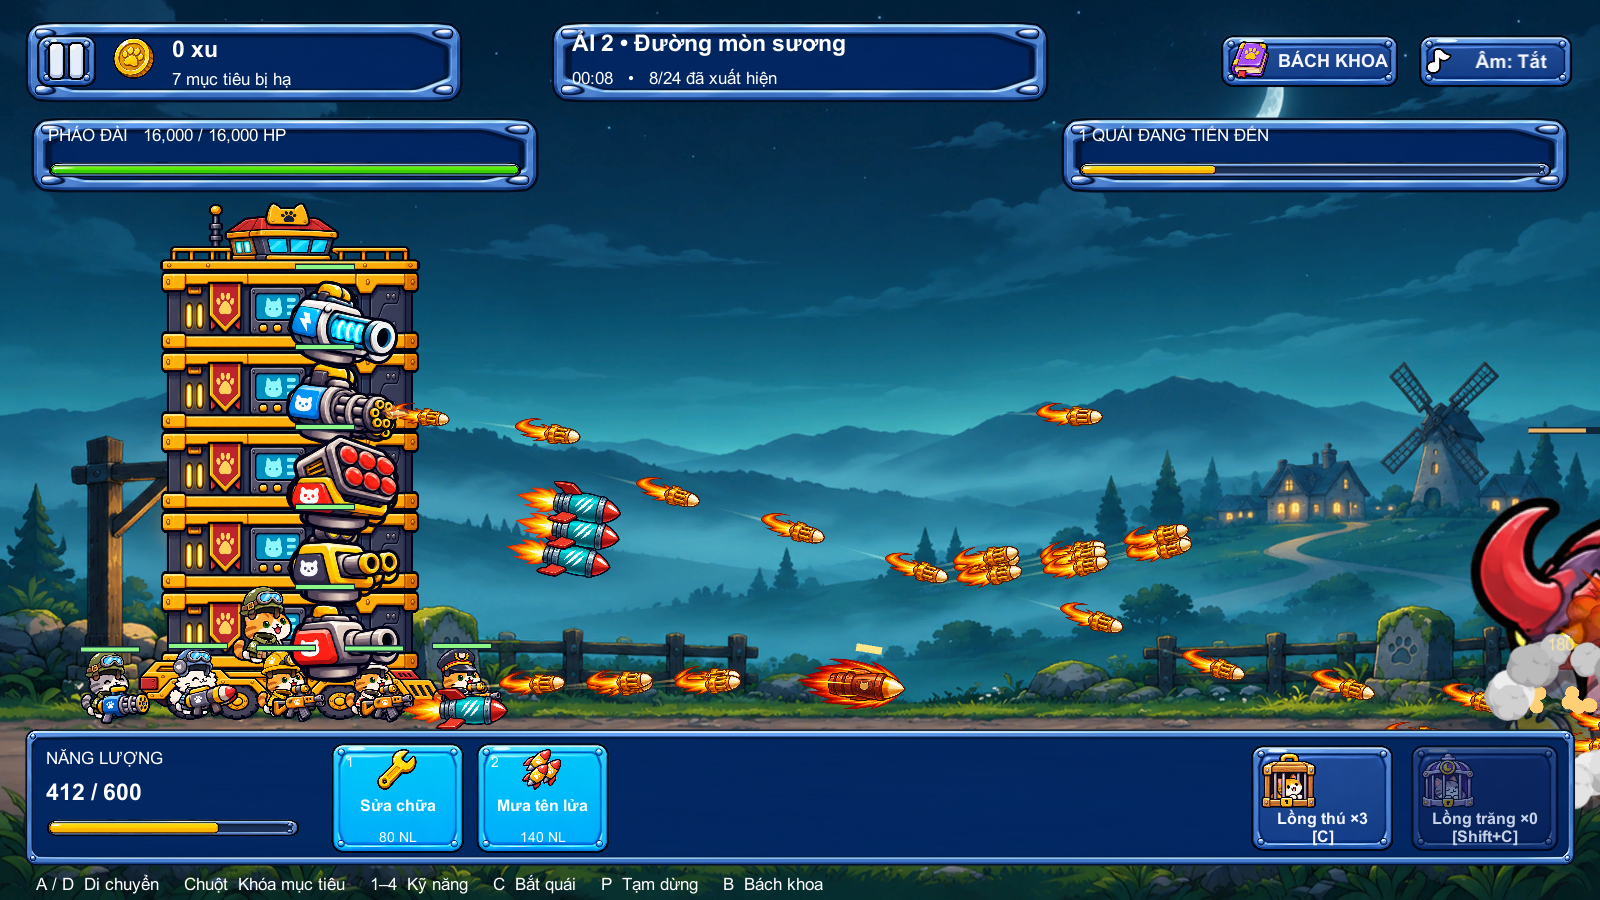 0 xu
7 mục tiêu bị hạ
ẢI 2 • Đường mòn sương
00:08 • 8/24 đã xuất hiện
BÁCH KHOA
Âm: Tắt
PHÁO ĐÀI 16,000 / 16,000 HP
1 QUÁI ĐANG TIẾN ĐẾN
180
NĂNG LƯỢNG
412 / 600
1
Sửa chữa
80 NL
2
Mưa tên lửa
140 NL
Lồng thú ×3
[C]
Lồng trăng ×0
[Shift+C]
A / D Di chuyển Chuột Khóa mục tiêu 1–4 Kỹ năng C Bắt quái P Tạm dừng B Bách khoa